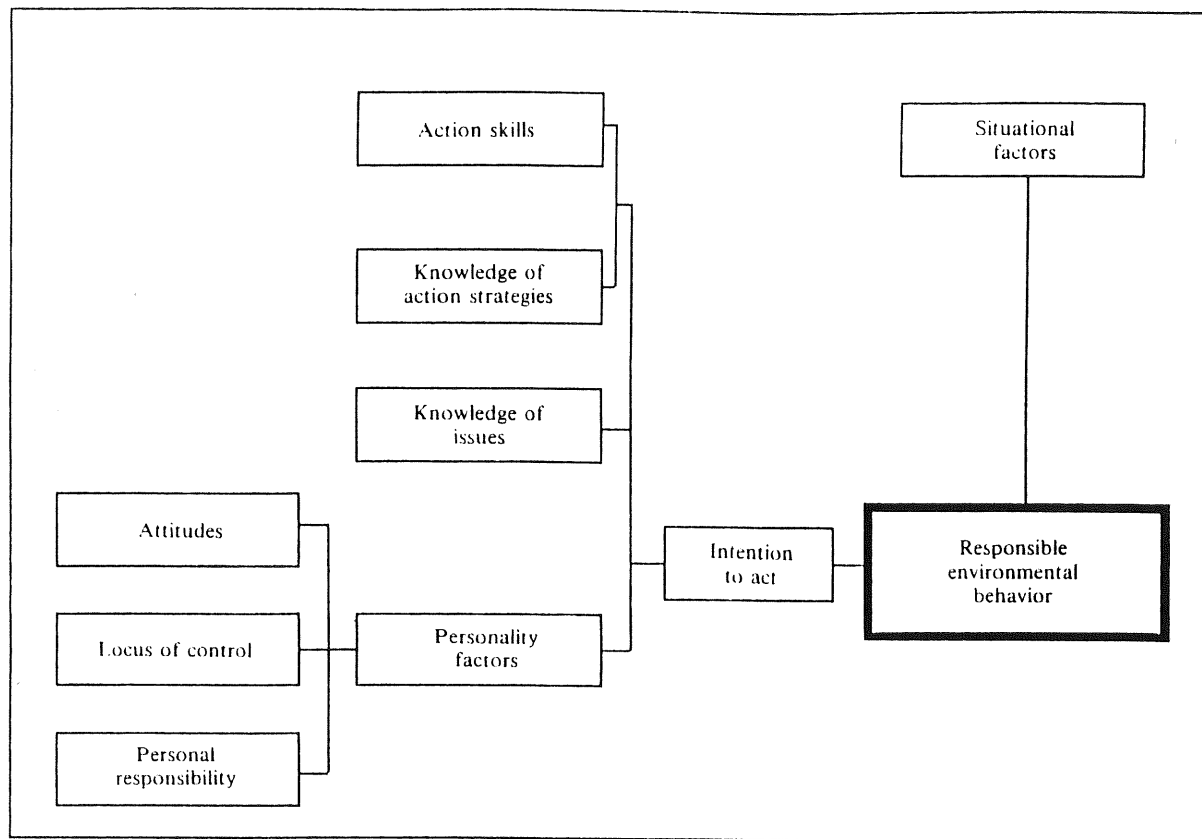 Action skills
Situational
factors
Knowledge of
action strategies
Knowledge of
issues
Attitudes
Intention
to act
Responsible
environmental
behavior
Locus of control
Personality
factors
Personal
responsibility